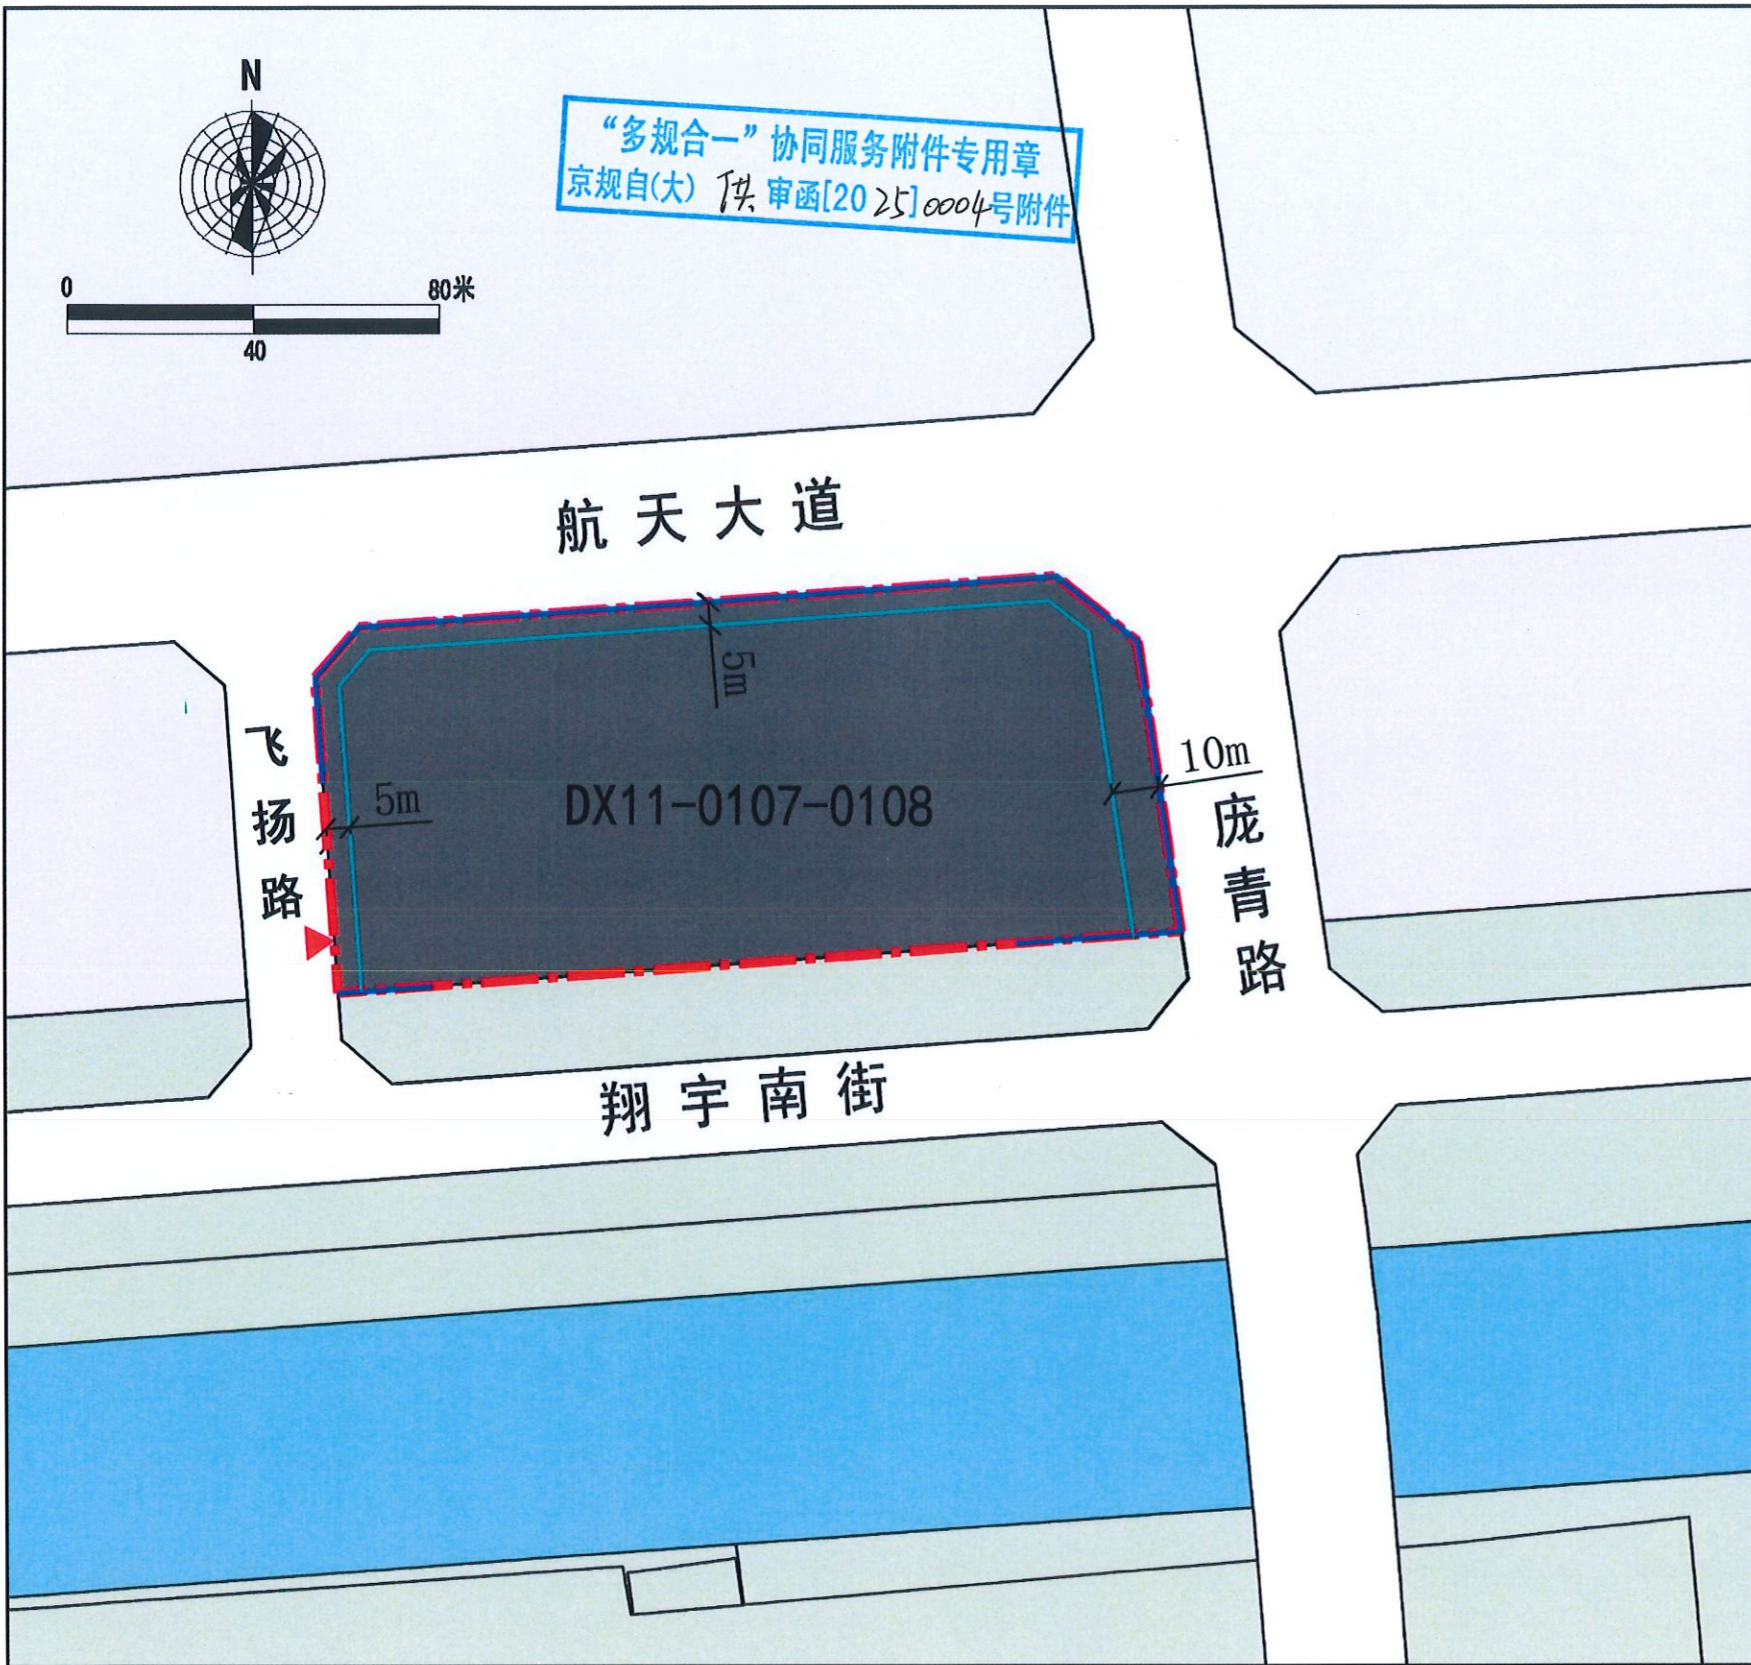 N
“多规合一”协同服务附件专用章
京规自(大)供审函[2025]0004号附件
0
80米
40
航天大道
5m
飞扬路
5m
DX11-0107-0108
10m
庞青路
翔宇南街